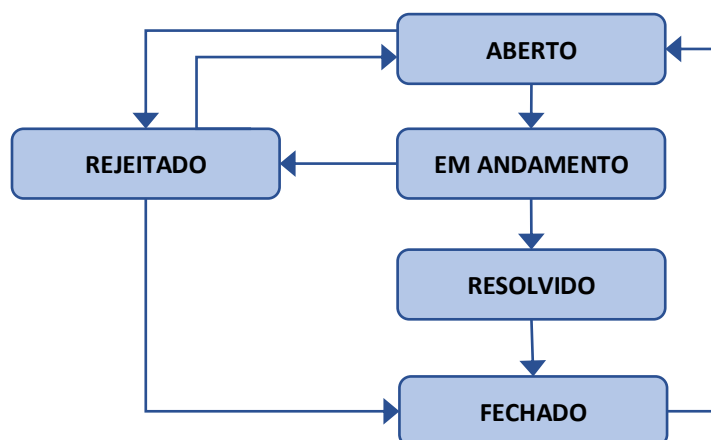 ABERTO
REJEITADO
EM ANDAMENTO
RESOLVIDO
FECHADO